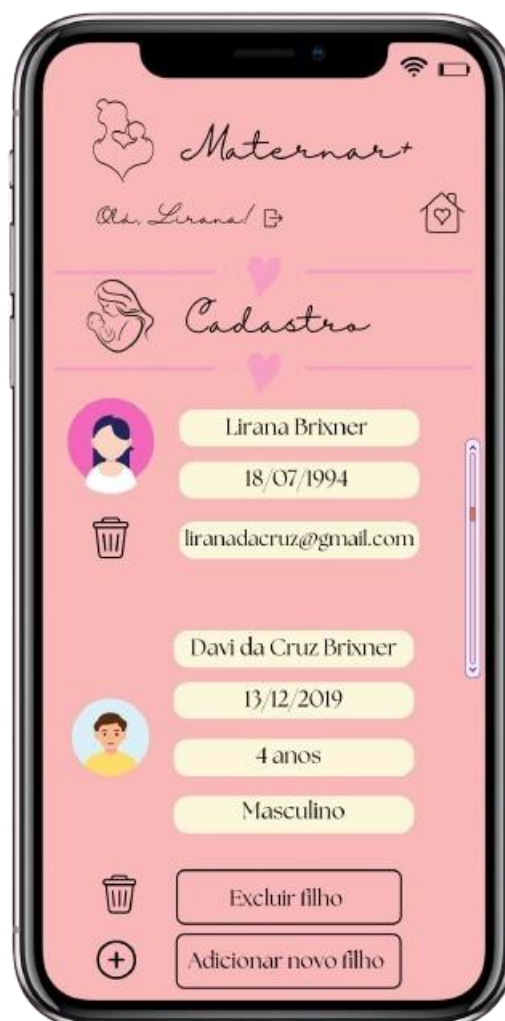 Maternar+
Olá, Lirana!
Cadastro
Lirana Brixner
18/07/1994
liranadacruz@gmail.com
Davi da Cruz Brixner
13/12/2019
4 anos
Masculino
Excluir filho
Adicionar novo filho